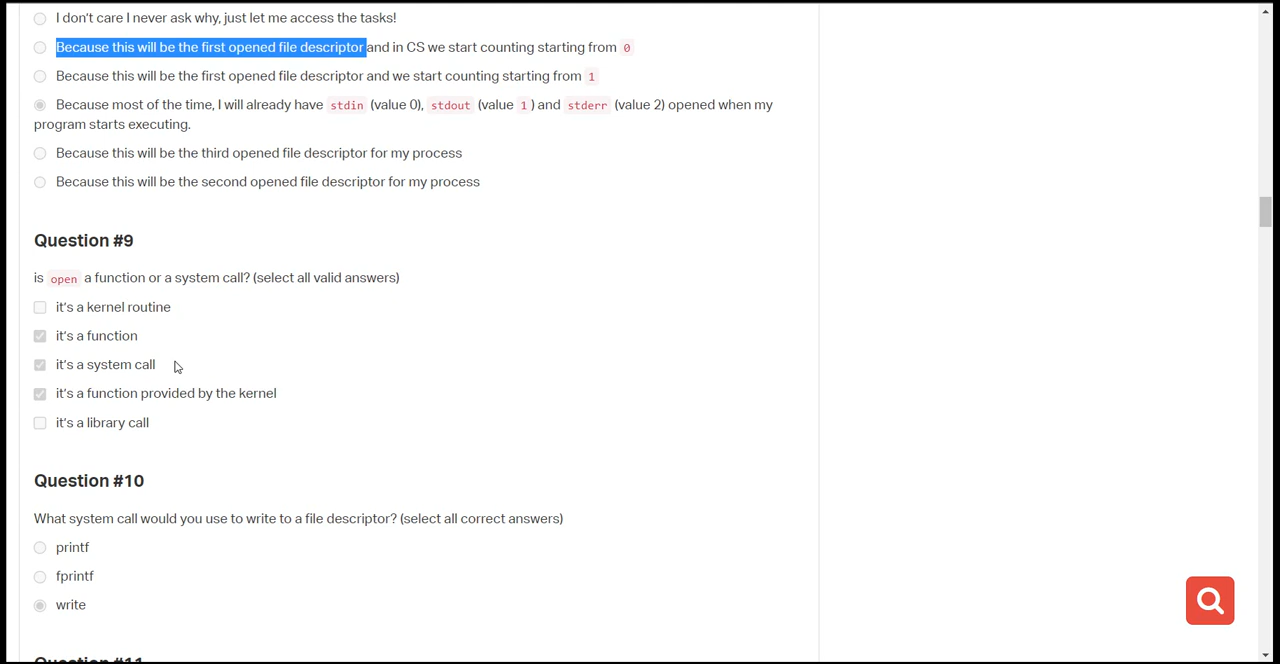 I don't care I never ask why, just let me access the tasks!
Because this will be the first opened file descriptor and in CS we start counting starting from 0
Because this will be the first opened file descriptor and we start counting starting from 1
Because most of the time, I will already have stdin (value 0), stdout (value 1 ) and stderr (value 2) opened when my
program starts executing.
Because this will be the third opened file descriptor for my process
Because this will be the second opened file descriptor for my process
Question #9
is open a function or a system call? (select all valid answers)
it's a kernel routine
it's a function
it's a system call
it's a function provided by the kernel
it's a library call
Question #10
What system call would you use to write to a file descriptor? (select all correct answers)
printf
fprintf
write
Question #11